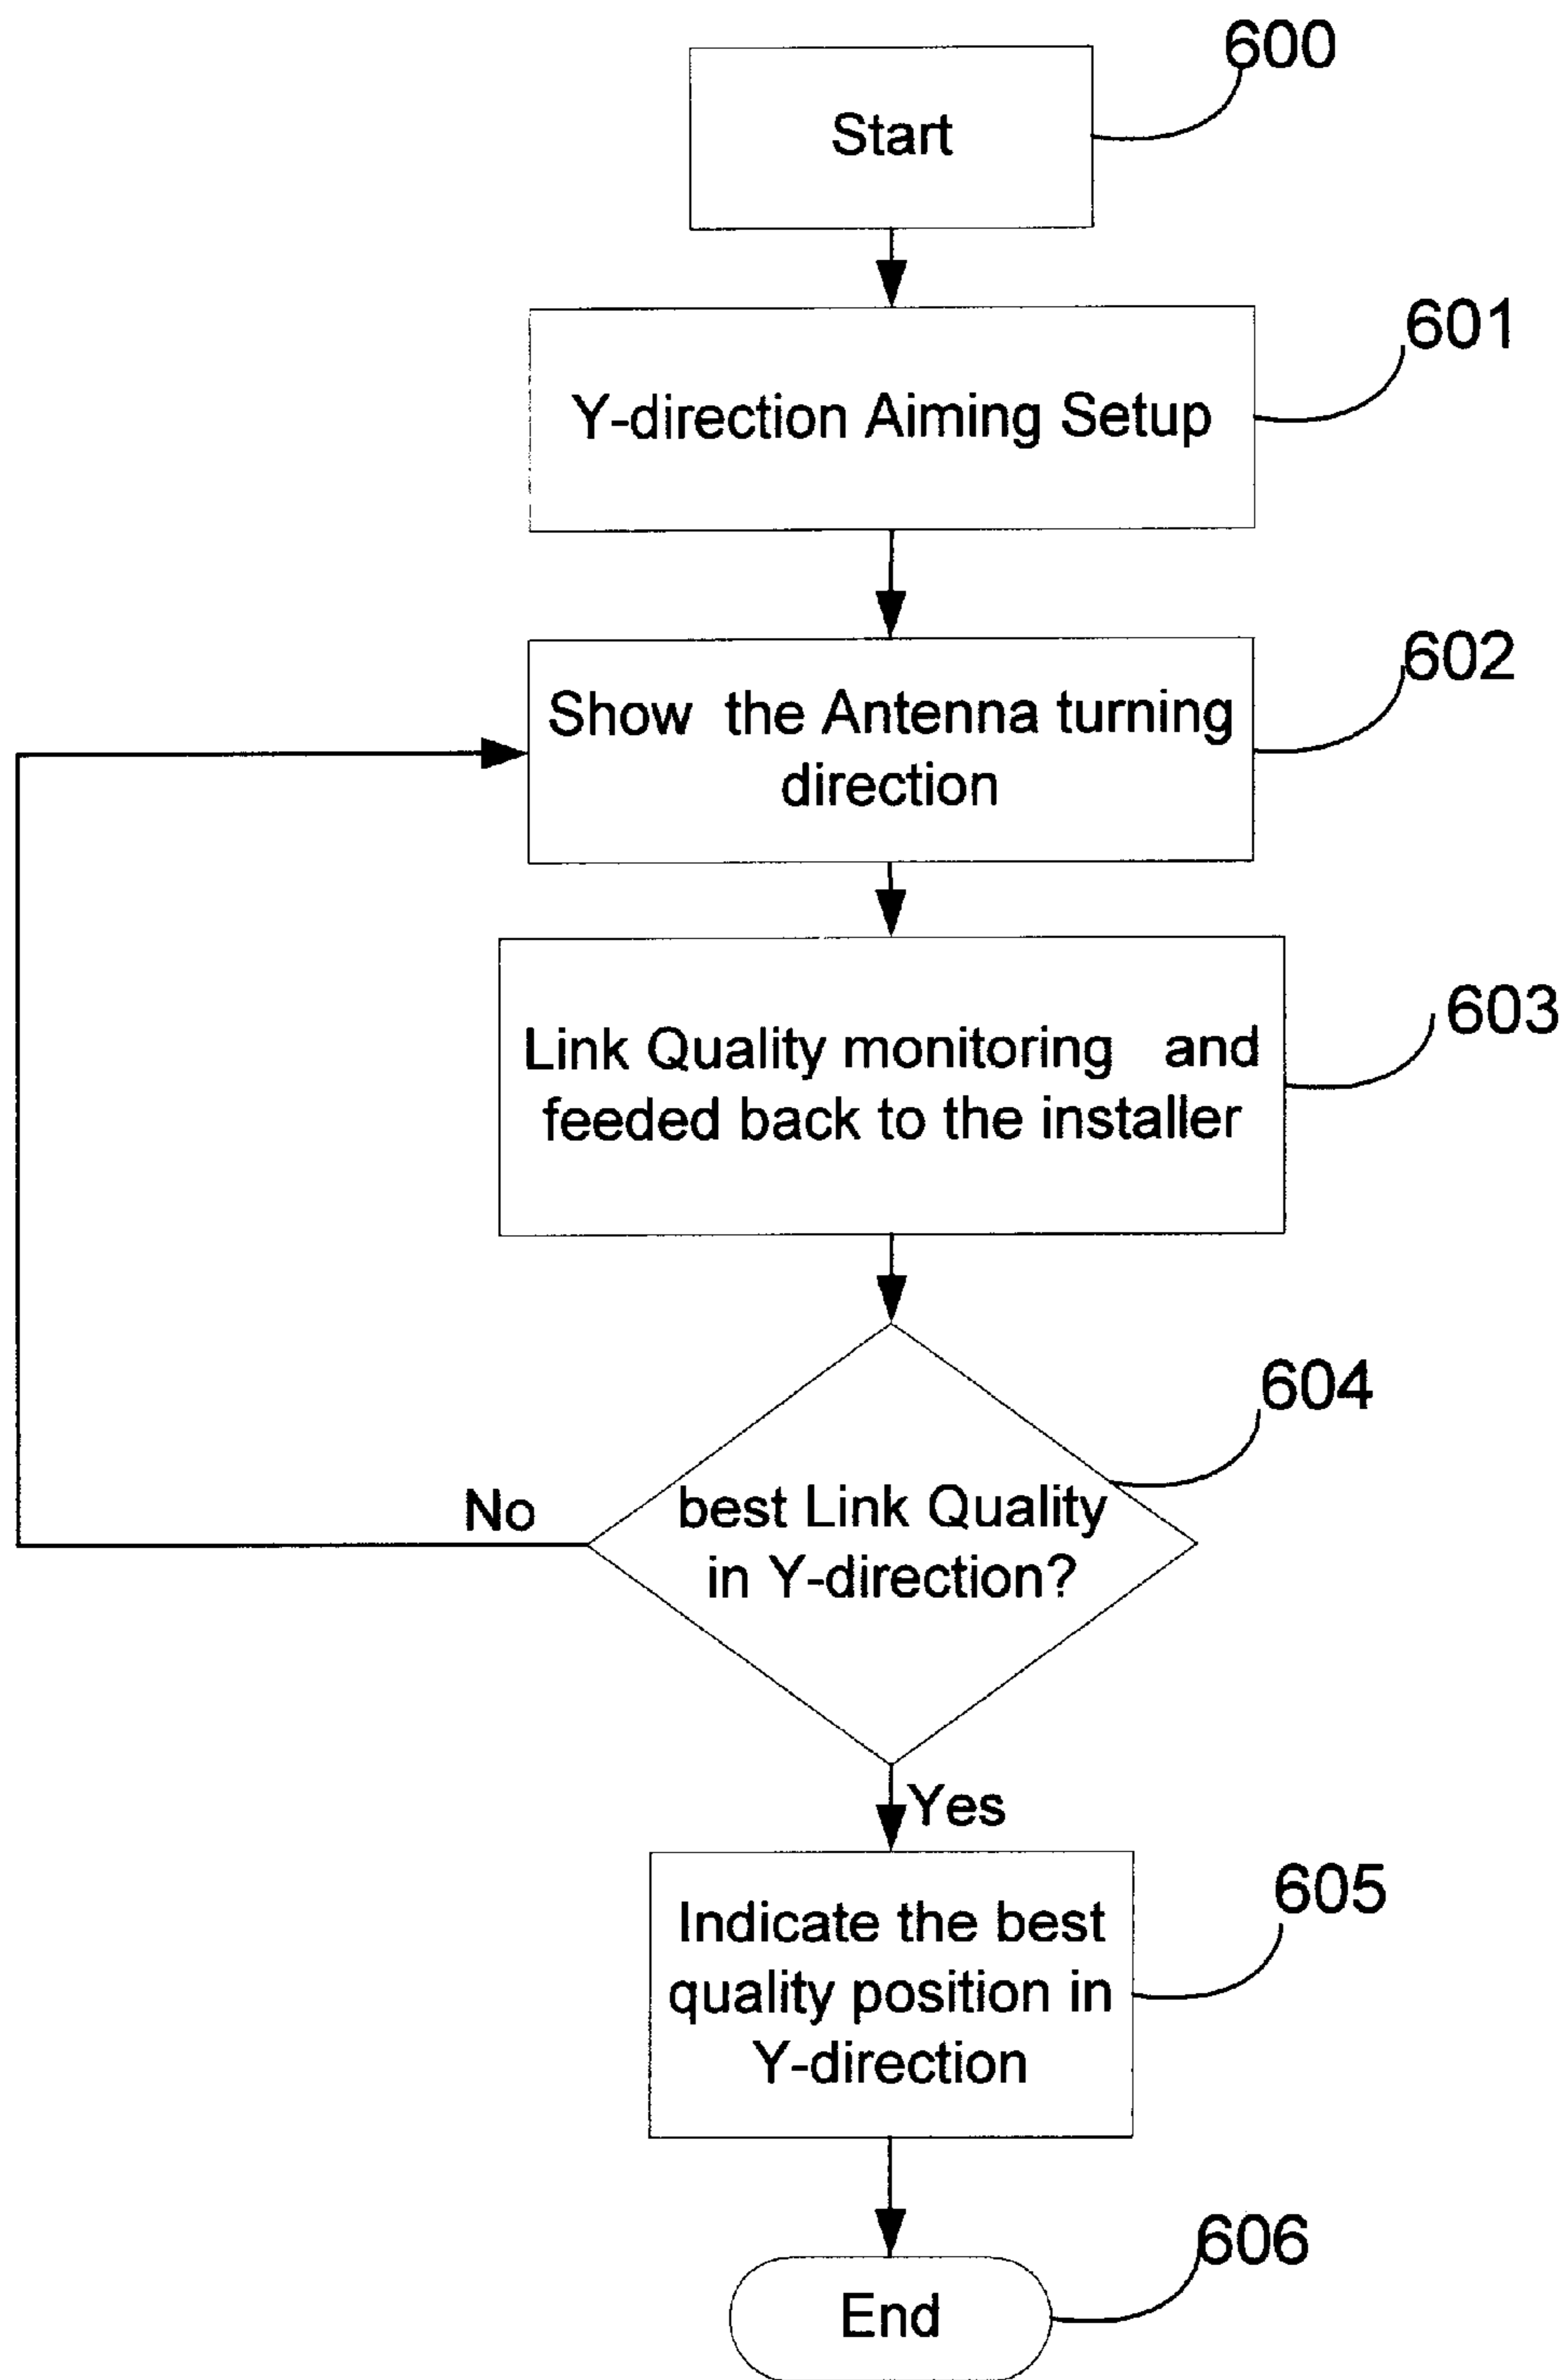 600
Start
601
Y-direction Aiming Setup
602
Show the Antenna turning
direction
603
Link Quality monitoring and
feeded back to the installer
604
No
best Link Quality
in Y-direction?
Yes
605
Indicate the best
quality position in
Y-direction
606
End